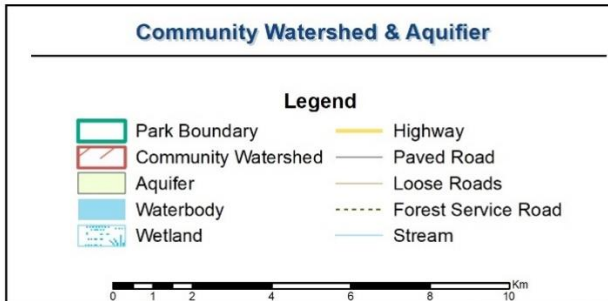 Community Watershed & Aquifier
Legend
Park Boundary
Community Watershed
Aquifer
Waterbody
Wetland
Highway
Paved Road
Loose Roads
Forest Service Road
Stream
0 1 2 4 6 8 10 Km